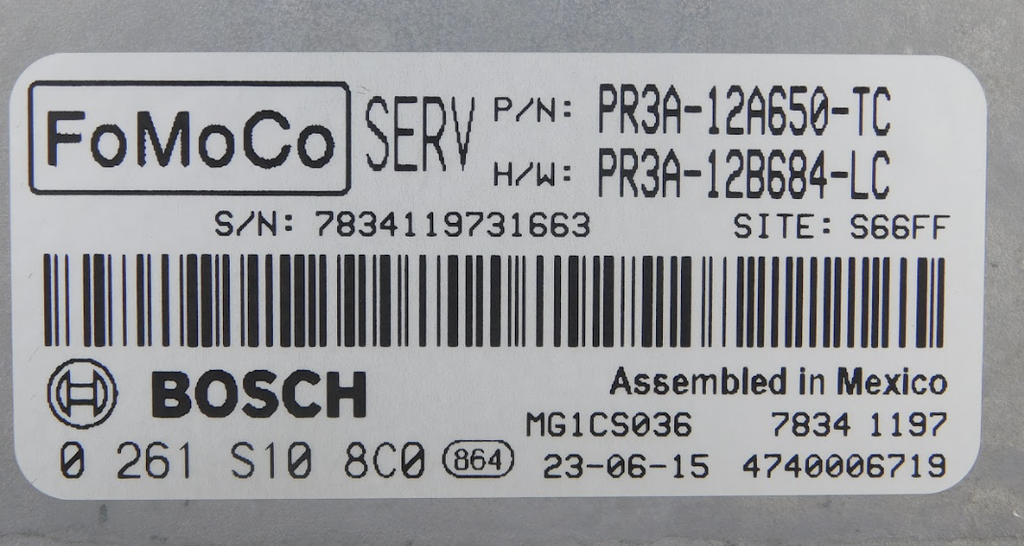 FoMoCo SERV P/N: PR3A-12A650-TC
H/W: PR3A-12B684-LC
S/N: 7834119731663 SITE: S66FF
BOSCH Assembled in Mexico
MG1CS036 7834 1197
0 261 S10 8C0 864 23-06-15 4740006719